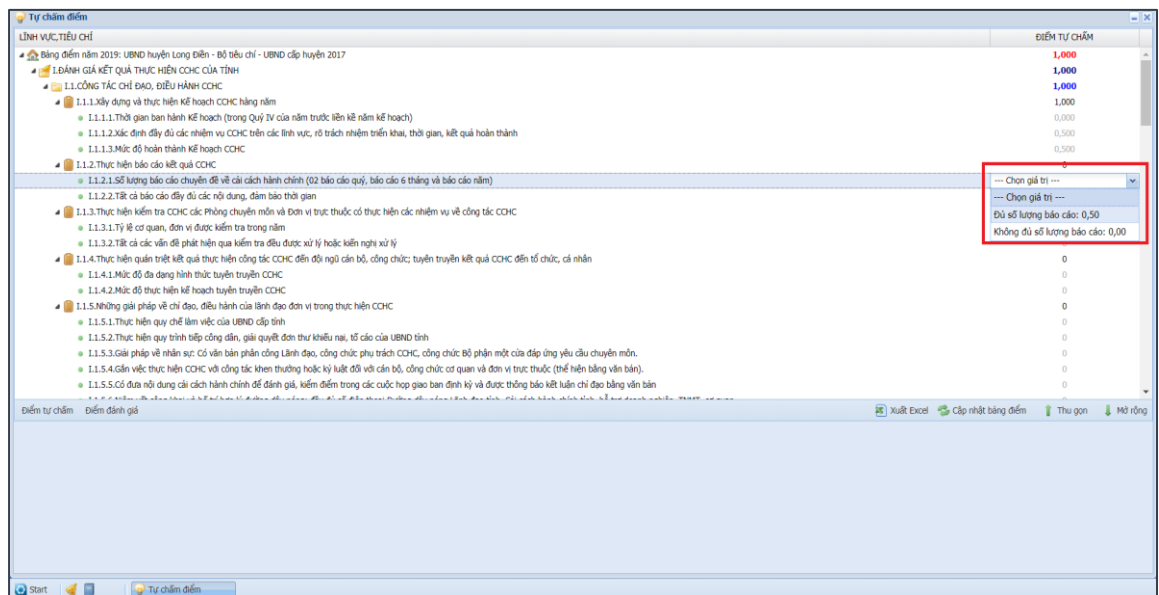 Tự chấm điểm
LĨNH VỰC,TIÊU CHÍ ĐIỂM TỰ CHẤM
Bảng điểm năm 2019: UBND huyện Long Điền - Bộ tiêu chí - UBND cấp huyện 2017 1,000
I.ĐÁNH GIÁ KẾT QUẢ THỰC HIỆN CCHC CỦA TỈNH 1,000
I.1.CÔNG TÁC CHỈ ĐẠO, ĐIỀU HÀNH CCHC 1,000
I.1.1.Xây dựng và thực hiện Kế hoạch CCHC hàng năm 1,000
I.1.1.1.Thời gian ban hành Kế hoạch (trong Quý IV của năm trước liền kề năm kế hoạch) 0,000
I.1.1.2.Xác định đầy đủ các nhiệm vụ CCHC trên các lĩnh vực, rõ trách nhiệm triển khai, thời gian, kết quả hoàn thành 0,500
I.1.1.3.Mức độ hoàn thành Kế hoạch CCHC 0,500
I.1.2.Thực hiện báo cáo kết quả CCHC
I.1.2.1.Số lượng báo cáo chuyên đề về cải cách hành chính (02 báo cáo quý, báo cáo 6 tháng và báo cáo năm) --- Chọn giá trị ---
--- Chọn giá trị ---
I.1.2.2.Tất cả báo cáo đầy đủ các nội dung, đảm bảo thời gian
Đủ số lượng báo cáo: 0,50
I.1.3.Thực hiện kiểm tra CCHC các Phòng chuyên môn và Đơn vị trực thuộc có thực hiện các nhiệm vụ về công tác CCHC
Không đủ số lượng báo cáo: 0,00
I.1.3.1.Tỷ lệ cơ quan, đơn vị được kiểm tra trong năm
I.1.3.2.Tất cả các vấn đề phát hiện qua kiểm tra đều được xử lý hoặc kiến nghị xử lý
I.1.4.Thực hiện quán triệt kết quả thực hiện công tác CCHC đến đội ngũ cán bộ, công chức; tuyên truyền kết quả CCHC đến tổ chức, cá nhân 0
I.1.4.1.Mức độ đa dạng hình thức tuyên truyền CCHC 0
I.1.4.2.Mức độ thực hiện kế hoạch tuyên truyền CCHC 0
I.1.5.Những giải pháp về chỉ đạo, điều hành của lãnh đạo đơn vị trong thực hiện CCHC 0
I.1.5.1.Thực hiện quy chế làm việc của UBND cấp tỉnh 0
I.1.5.2.Thực hiện quy trình tiếp công dân, giải quyết đơn thư khiếu nại, tố cáo của UBND tỉnh 0
I.1.5.3.Giải pháp về nhân sự: Có văn bản phân công Lãnh đạo, công chức phụ trách CCHC, công chức Bộ phận một cửa đáp ứng yêu cầu chuyên môn. 0
I.1.5.4.Gắn việc thực hiện CCHC với công tác khen thưởng hoặc kỷ luật đối với cán bộ, công chức cơ quan và đơn vị trực thuộc (thể hiện bằng văn bản). 0
I.1.5.5.Có đưa nội dung cải cách hành chính để đánh giá, kiểm điểm trong các cuộc họp giao ban định kỳ và được thông báo kết luận chỉ đạo bằng văn bản 0
Điểm tự chấm Điểm đánh giá Xuất Excel Cập nhật bảng điểm Thu gọn Mở rộng
Start Tự chấm điểm